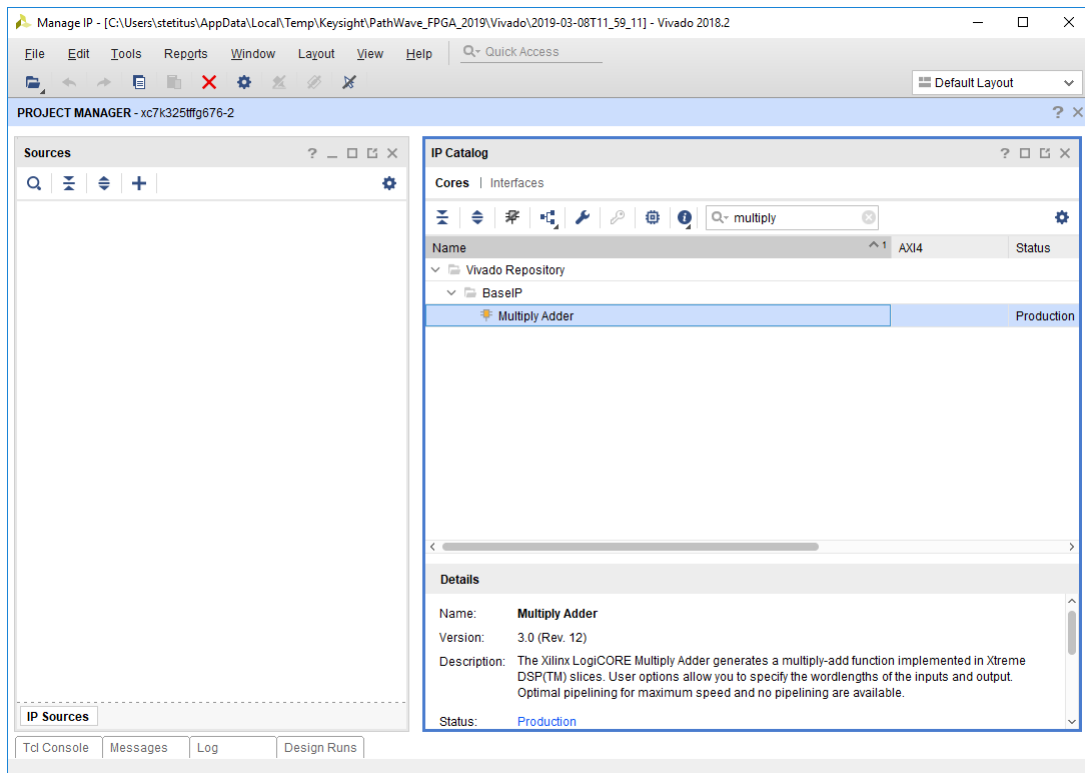 Manage IP - [C:\Users\stetitus\AppData\Local\Temp\Keysight\PathWave_FPGA_2019\Vivado\2019-03-08T11_59_11] - Vivado 2018.2
File Edit Tools Reports Window Layout View Help Quick Access
Default Layout
PROJECT MANAGER - xc7k325tffg676-2
Sources
IP Catalog
Cores | Interfaces
multiply
Name 1 AXI4 Status
Vivado Repository
BaseIP
Multiply Adder Production
Details
Name: Multiply Adder
Version: 3.0 (Rev. 12)
Description: The Xilinx LogiCORE Multiply Adder generates a multiply-add function implemented in Xtreme
DSP(TM) slices. User options allow you to specify the wordlengths of the inputs and output.
Optimal pipelining for maximum speed and no pipelining are available.
Status: Production
IP Sources
Tcl Console Messages Log Design Runs